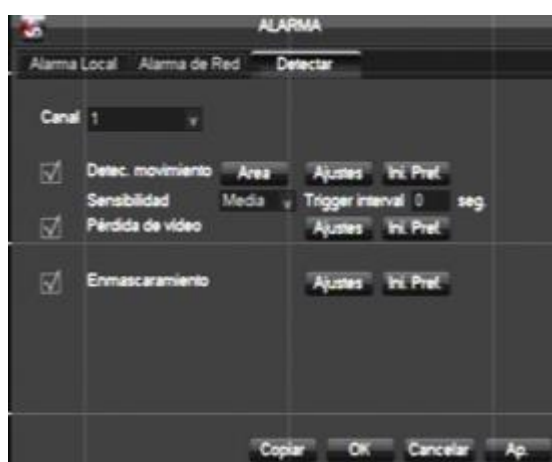 ALARMA
Alarma Local Alarma de Red Detectar
Canal 1
Detec. movimiento Area Ajustes Ini. Pref.
Sensibilidad Media Trigger interval 0 seg.
Pérdida de video Ajustes Ini. Pref.
Enmascaramiento Ajustes Ini. Pref.
Copiar OK Cancelar Ap.